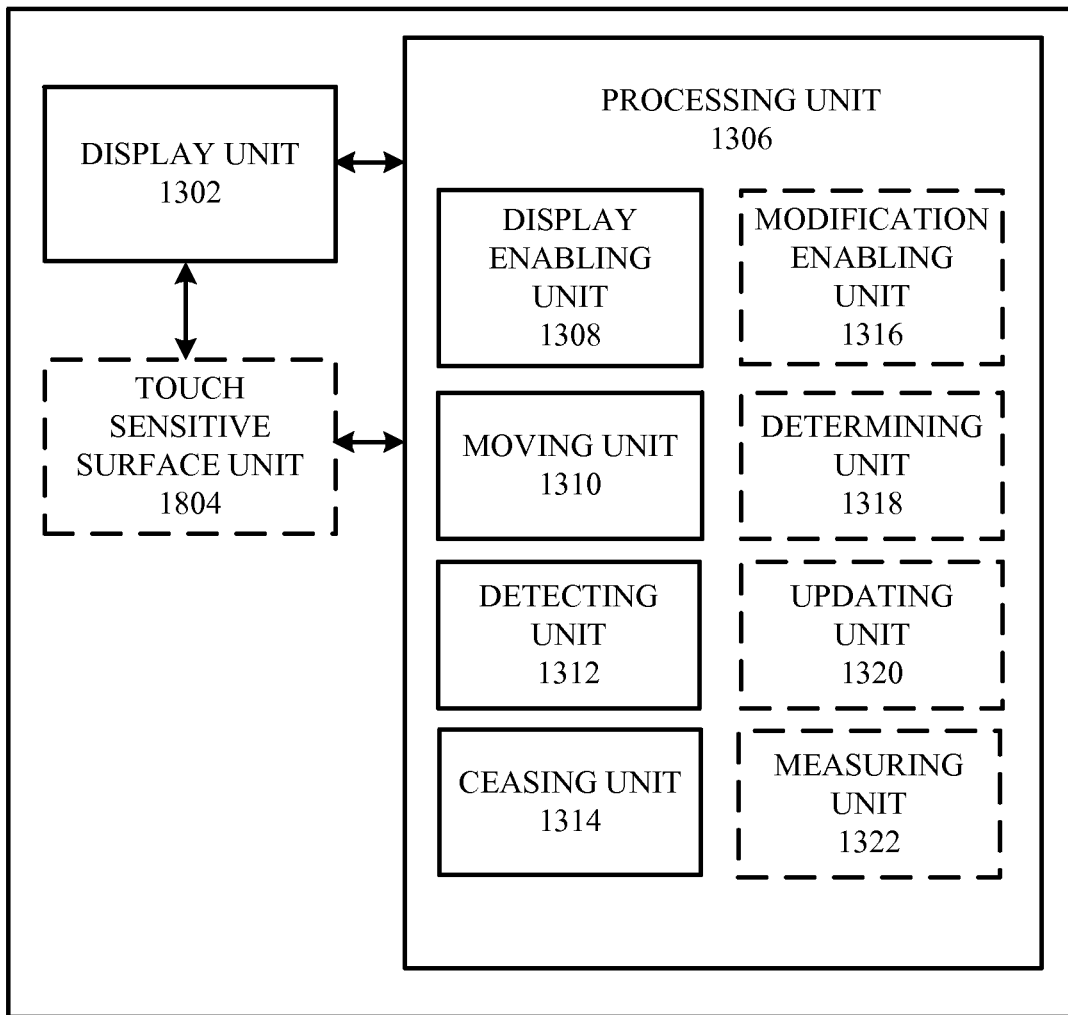 DISPLAY UNIT
1302
TOUCH
SENSITIVE
SURFACE UNIT
1804
PROCESSING UNIT
1306
DISPLAY
ENABLING
UNIT
1308
MODIFICATION
ENABLING
UNIT
1316
MOVING UNIT
1310
DETERMINING
UNIT
1318
DETECTING
UNIT
1312
UPDATING
UNIT
1320
CEASING UNIT
1314
MEASURING
UNIT
1322